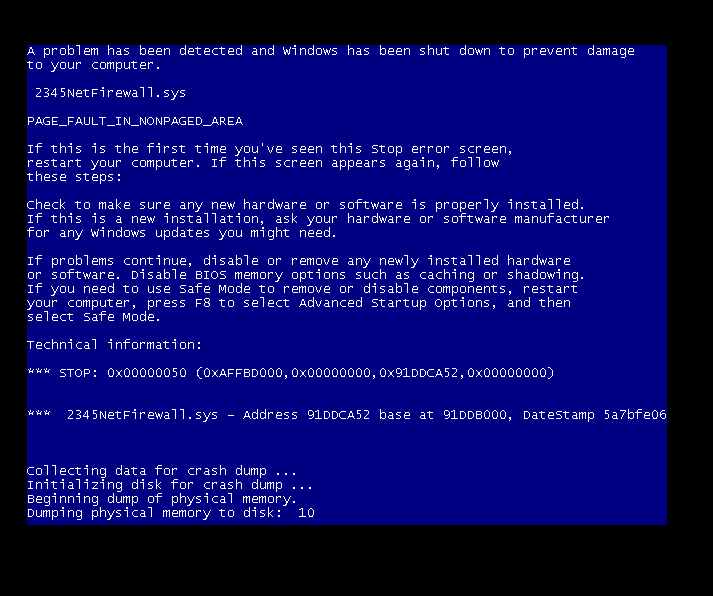 A problem has been detected and Windows has been shut down to prevent damage
to your computer.
2345NetFirewall.sys
PAGE_FAULT_IN_NONPAGED_AREA
If this is the first time you've seen this Stop error screen,
restart your computer. If this screen appears again, follow
these steps:
Check to make sure any new hardware or software is properly installed.
If this is a new installation, ask your hardware or software manufacturer
for any Windows updates you might need.
If problems continue, disable or remove any newly installed hardware
or software. Disable BIOS memory options such as caching or shadowing.
If you need to use Safe Mode to remove or disable components, restart
your computer, press F8 to select Advanced Startup Options, and then
select Safe Mode.
Technical information:
*** STOP: 0x00000050 (0xAFFBD000,0x00000000,0x91DDCA52,0x00000000)
***  2345NetFirewall.sys - Address 91DDCA52 base at 91DDB000, DateStamp 5a7bfe06
Collecting data for crash dump ...
Initializing disk for crash dump ...
Beginning dump of physical memory.
Dumping physical memory to disk:  10